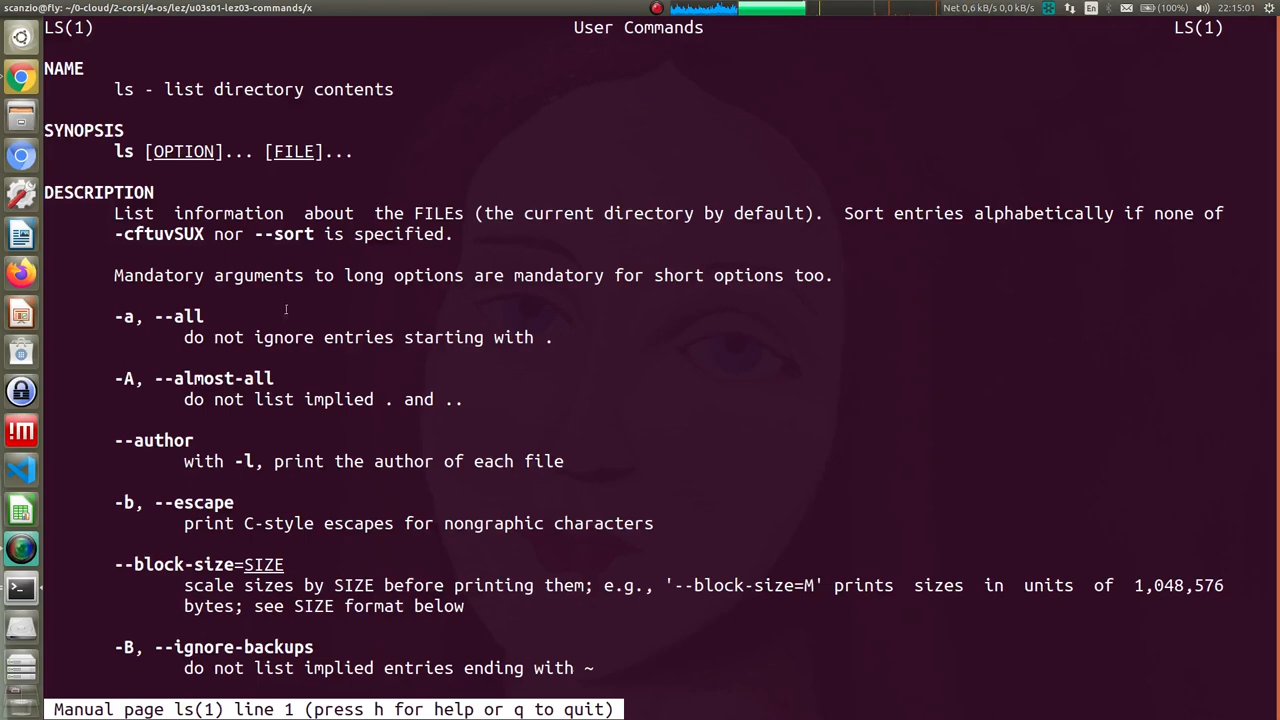 scanzio@fly: ~/0-cloud/2-corsi/4-os/lez/u03s01-lez03-commands/x
Net 0,6 kB/s 0,0 kB/s
En
(100%)
22:15:01
LS(1) User Commands LS(1)
NAME
ls - list directory contents
SYNOPSIS
ls [OPTION]... [FILE]...
DESCRIPTION
List information about the FILEs (the current directory by default). Sort entries alphabetically if none of
-cftuvSUX nor --sort is specified.
Mandatory arguments to long options are mandatory for short options too.
-a, --all
do not ignore entries starting with .
-A, --almost-all
do not list implied . and ..
--author
with -l, print the author of each file
-b, --escape
print C-style escapes for nongraphic characters
--block-size=SIZE
scale sizes by SIZE before printing them; e.g., '--block-size=M' prints sizes in units of 1,048,576
bytes; see SIZE format below
-B, --ignore-backups
do not list implied entries ending with ~
Manual page ls(1) line 1 (press h for help or q to quit)